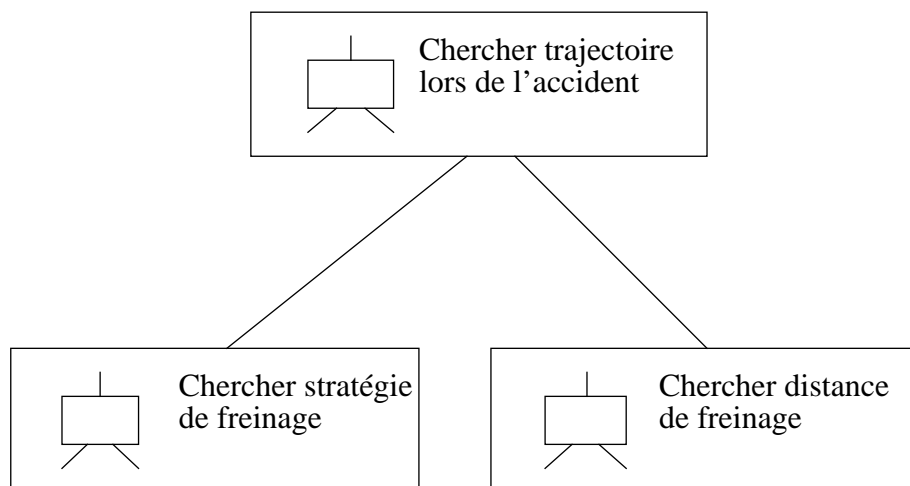 Chercher trajectoire
lors de l’accident
Chercher stratégie
de freinage
Chercher distance
de freinage